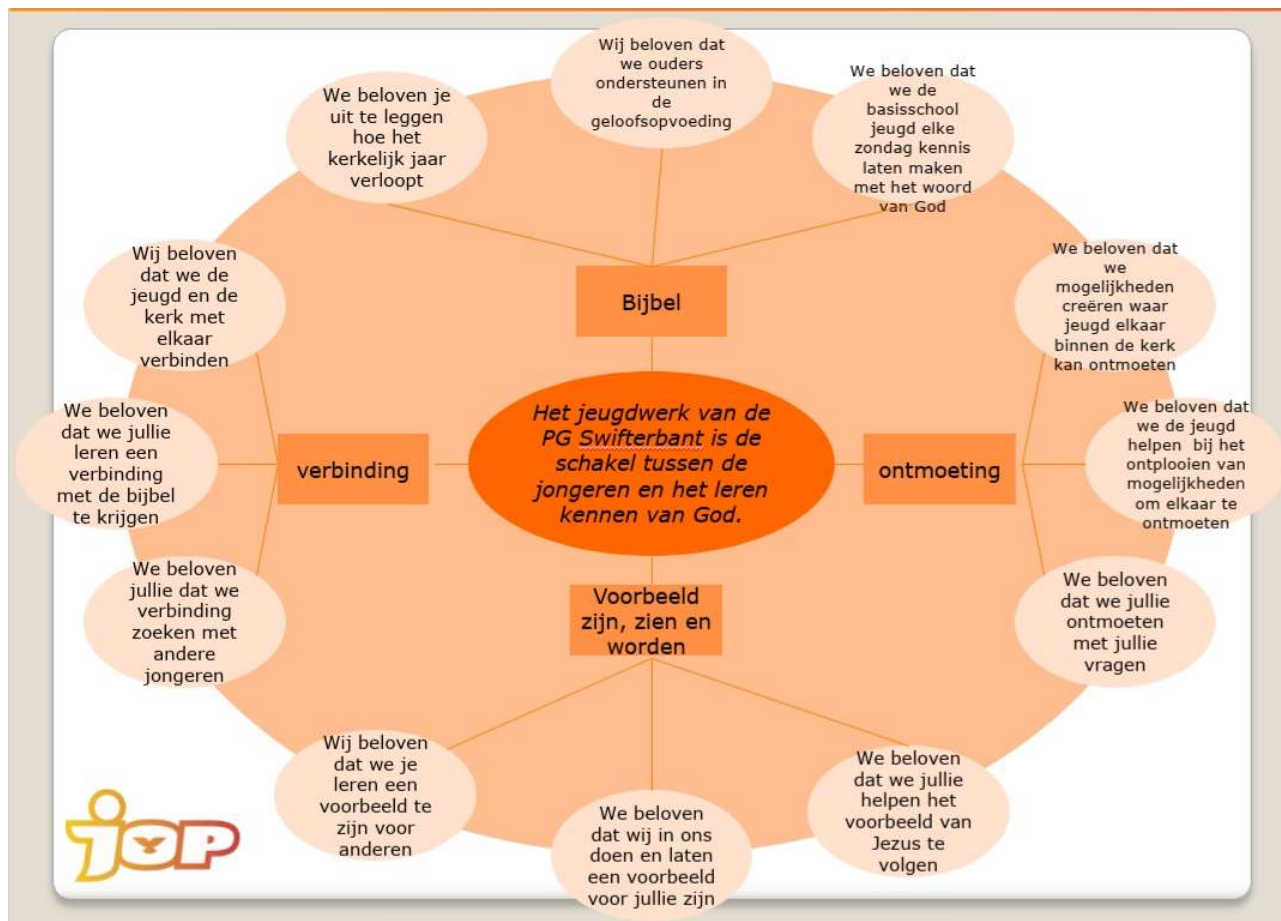 Wij beloven dat
we ouders
ondersteunen in
de
geloofsopvoeding
We beloven je
uit te leggen
hoe het
kerkelijk jaar
verloopt
We beloven dat
we de
basisschool
jeugd elke
zondag kennis
laten maken
met het woord
van God
Bijbel
Wij beloven
dat we de
jeugd en de
kerk met
elkaar
verbinden
We beloven
dat we jullie
leren een
verbinding
met de bijbel
te krijgen
We beloven
jullie dat we
verbinding
zoeken met
andere
jongeren
verbinding
Het jeugdwerk van de
PG Swifterbant is de
schakel tussen de
jongeren en het leren
kennen van God.
ontmoeting
We beloven dat
we
mogelijkheden
creëren waar
jeugd elkaar
binnen de kerk
kan ontmoeten
We beloven dat
we de jeugd
helpen bij het
ontplooien van
mogelijkheden
om elkaar te
ontmoeten
We beloven
dat we jullie
ontmoeten
met jullie
vragen
Voorbeeld
zijn, zien en
worden
Wij beloven
dat we je
leren een
voorbeeld te
zijn voor
anderen
We beloven
dat wij in ons
doen en laten
een voorbeeld
voor jullie zijn
We beloven
dat we jullie
helpen het
voorbeeld van
Jezus te
volgen
jop